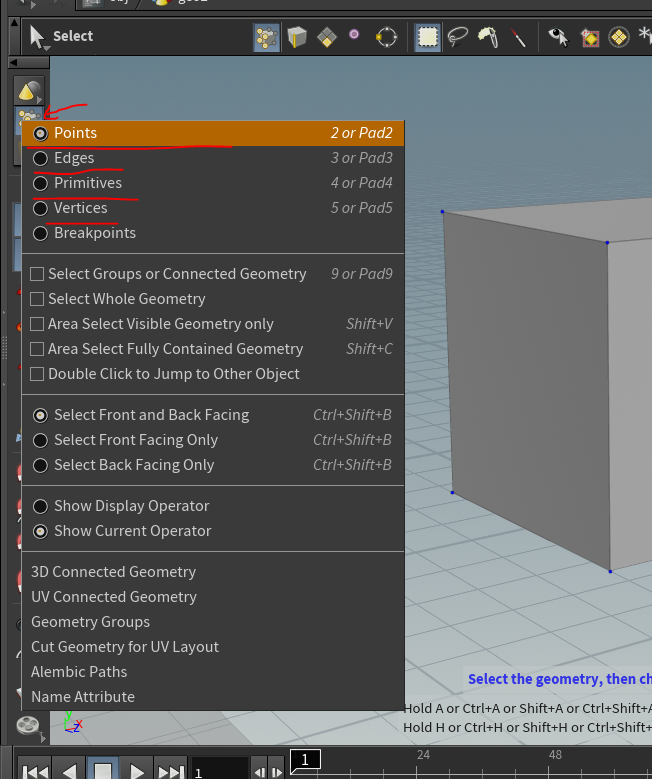 Select
Points 2 or Pad2
Edges 3 or Pad3
Primitives 4 or Pad4
Vertices 5 or Pad5
Breakpoints
Select Groups or Connected Geometry 9 or Pad9
Select Whole Geometry
Area Select Visible Geometry only Shift+V
Area Select Fully Contained Geometry Shift+C
Double Click to Jump to Other Object
Select Front and Back Facing Ctrl+Shift+B
Select Front Facing Only Ctrl+Shift+B
Select Back Facing Only Ctrl+Shift+B
Show Display Operator
Show Current Operator
3D Connected Geometry
UV Connected Geometry
Geometry Groups
Cut Geometry for UV Layout
Alembic Paths
Name Attribute
Select the geometry, then ch
Hold A or Ctrl+A or Shift+A or Ctrl+Shift+A
Hold H or Ctrl+H or Shift+H or Ctrl+Shift+
y z x
1 1 24 48